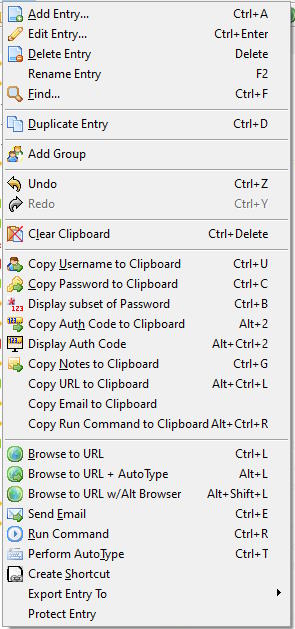 Add Entry... Ctrl+A
Edit Entry... Ctrl+Enter
Delete Entry Delete
Rename Entry F2
Find... Ctrl+F
Duplicate Entry Ctrl+D
Add Group
Undo Ctrl+Z
Redo Ctrl+Y
Clear Clipboard Ctrl+Delete
Copy Username to Clipboard Ctrl+U
Copy Password to Clipboard Ctrl+C
Display subset of Password Ctrl+B
Copy Auth Code to Clipboard Alt+2
Display Auth Code Alt+Ctrl+2
Copy Notes to Clipboard Ctrl+G
Copy URL to Clipboard Alt+Ctrl+L
Copy Email to Clipboard
Copy Run Command to Clipboard Alt+Ctrl+R
Browse to URL Ctrl+L
Browse to URL + AutoType Alt+L
Browse to URL w/Alt Browser Alt+Shift+L
Send Email Ctrl+E
Run Command Ctrl+R
Perform AutoType Ctrl+T
Create Shortcut
Export Entry To
Protect Entry